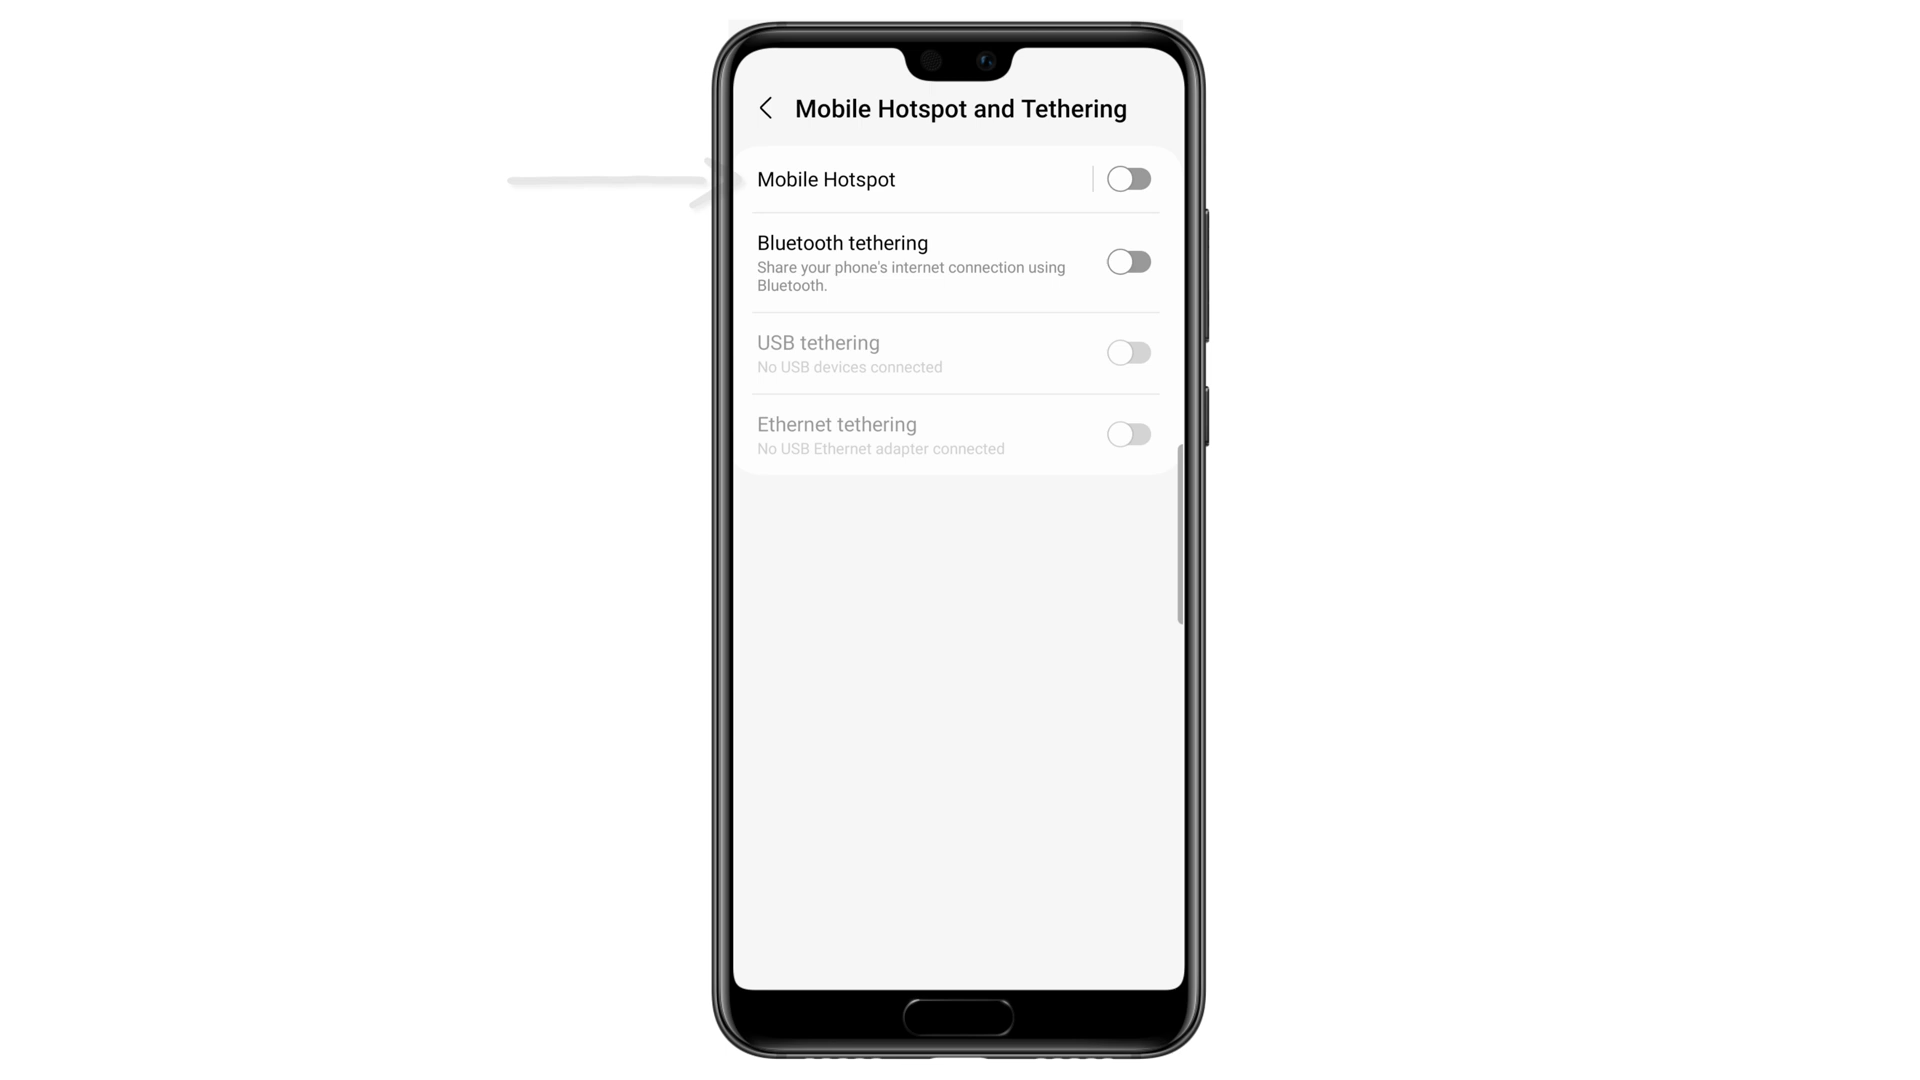 Mobile Hotspot and Tethering
Mobile Hotspot
Bluetooth tethering
Share your phone's internet connection using
Bluetooth.
USB tethering
No USB devices connected
Ethernet tethering
No USB Ethernet adapter connected